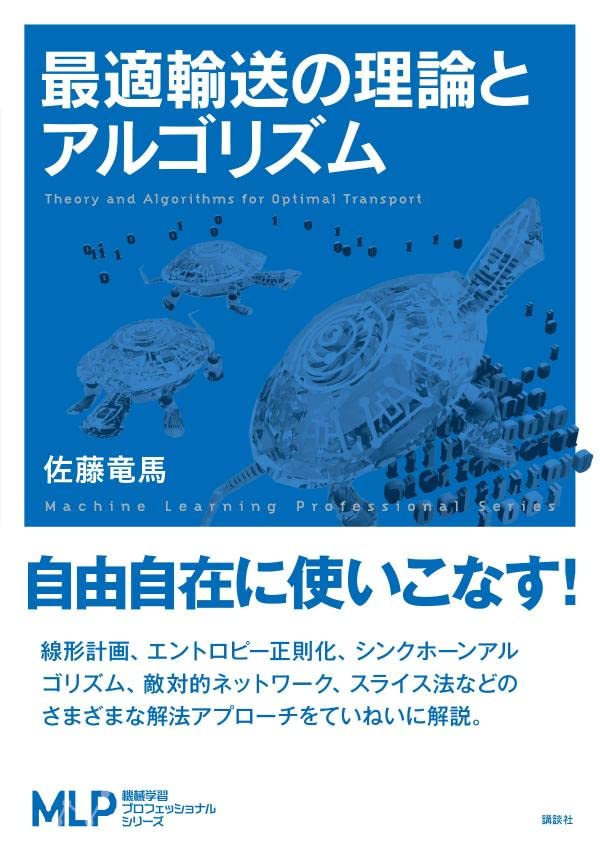 最適輸送の理論と
アルゴリズム
Theory and Algorithms for Optimal Transport
佐藤竜馬
Machine Learning Professional Series
自由自在に使いこなす!
線形計画、エントロピー正則化、シンクホーンアル
ゴリズム、敵対的ネットワーク、スライス法などの
さまざまな解法アプローチをていねいに解説。
MLP
機械学習
プロフェッショナル
シリーズ
講談社